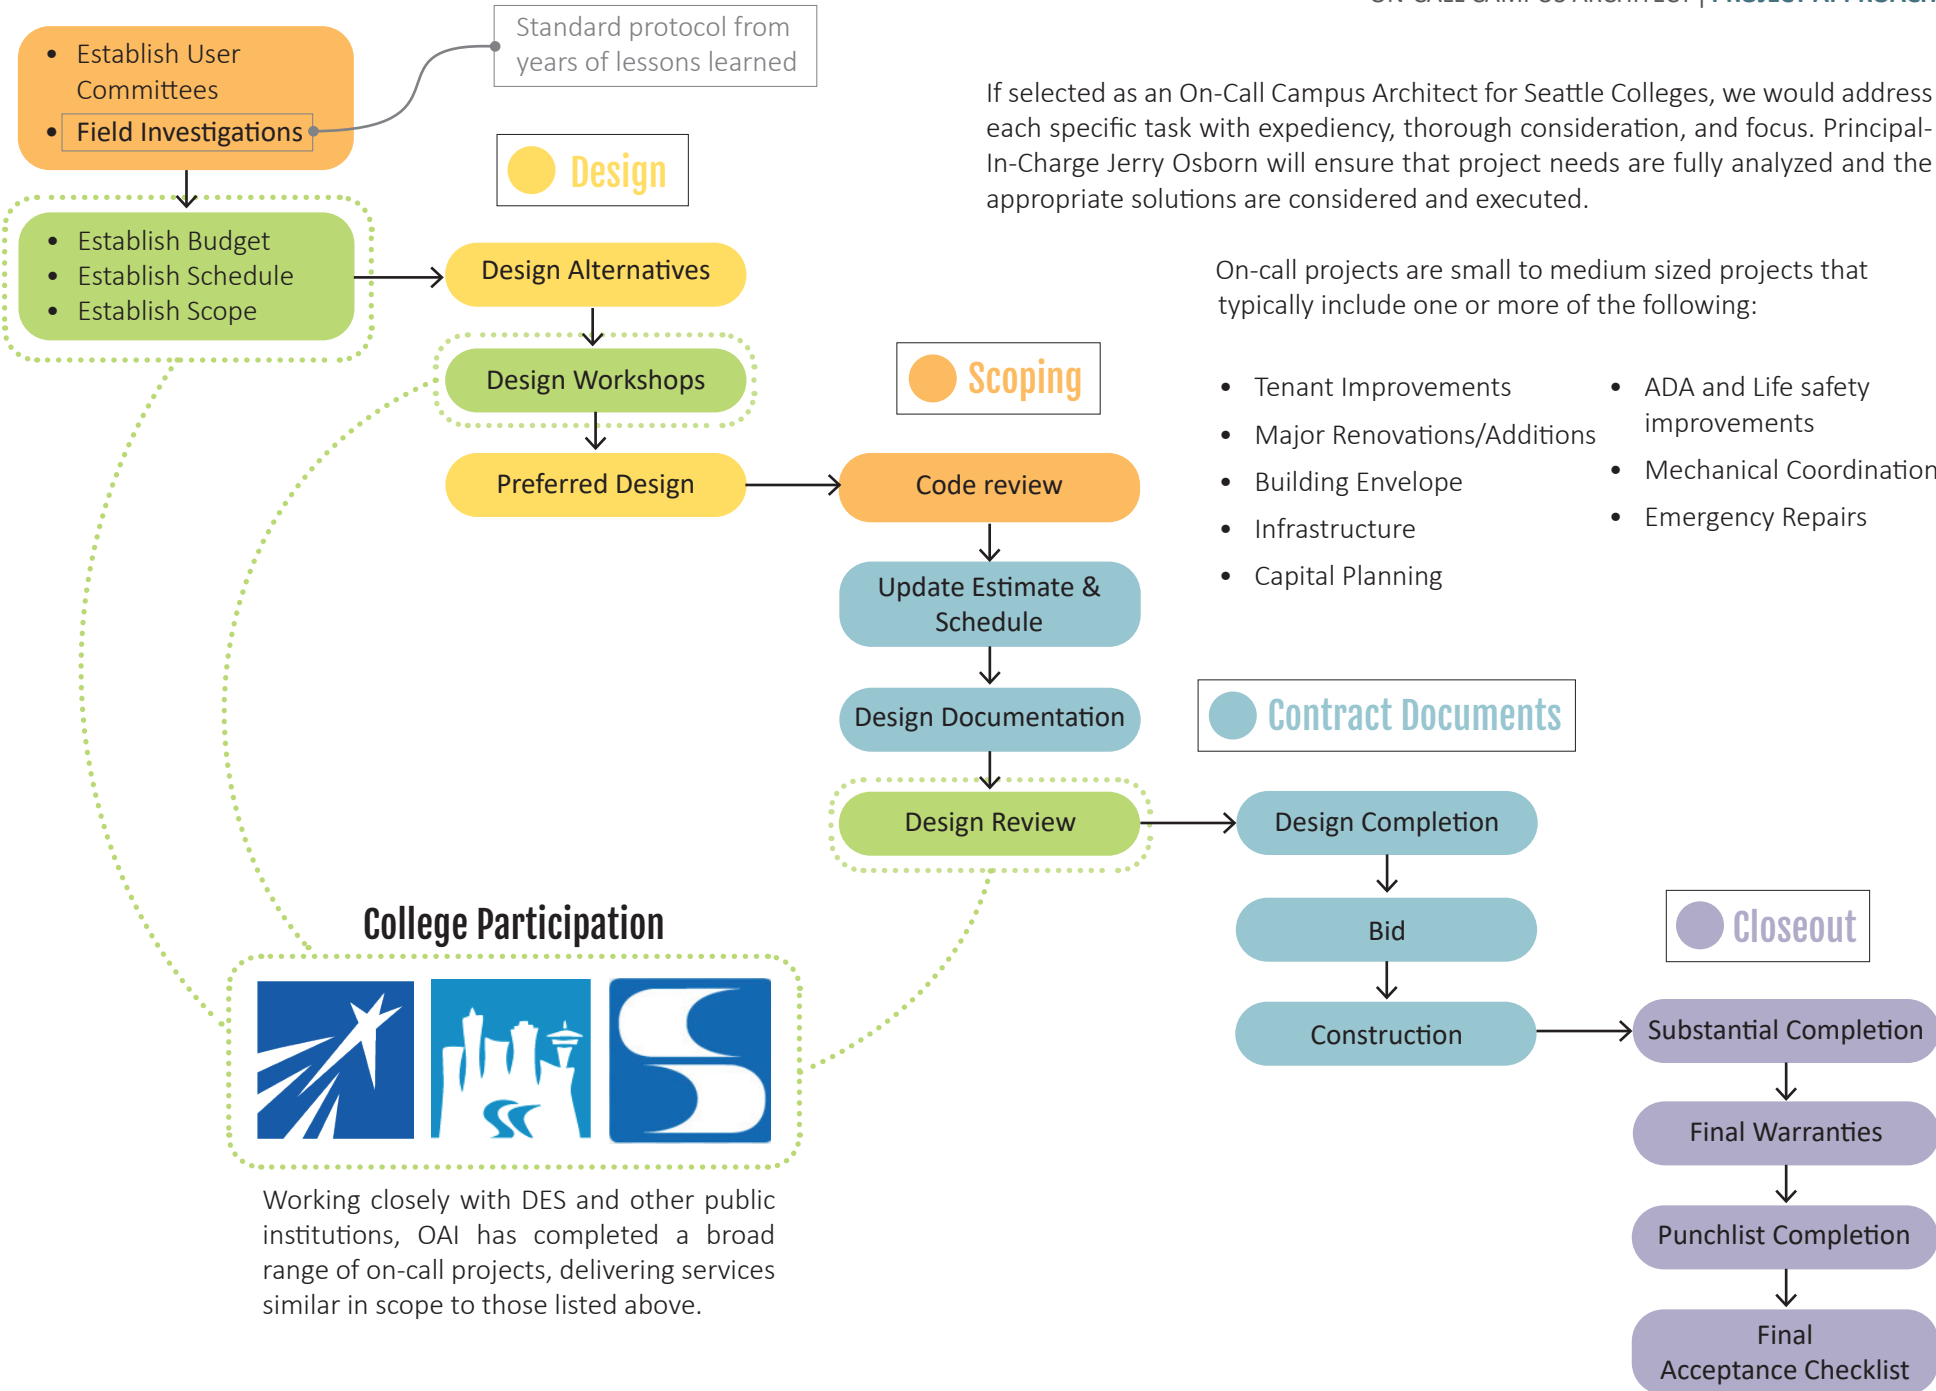 ON-CALL CAMPUS ARCHITECT | PROJECT APPROACH
• Establish User
Committees
• Field Investigations
Standard protocol from
years of lessons learned
If selected as an On-Call Campus Architect for Seattle Colleges, we would address
each specific task with expediency, thorough consideration, and focus. Principal-
In-Charge Jerry Osborn will ensure that project needs are fully analyzed and the
appropriate solutions are considered and executed.
Design
• Establish Budget
• Establish Schedule
• Establish Scope
Design Alternatives
Design Workshops
Preferred Design
On-call projects are small to medium sized projects that
typically include one or more of the following:
• Tenant Improvements
• Major Renovations/Additions
• Building Envelope
• Infrastructure
• Capital Planning
• ADA and Life safety
improvements
• Mechanical Coordination
• Emergency Repairs
Scoping
Code review
Update Estimate &
Schedule
Design Documentation
Design Review
Contract Documents
Design Completion
Bid
Construction
Closeout
Substantial Completion
Final Warranties
Punchlist Completion
Final
Acceptance Checklist
College Participation
Working closely with DES and other public
institutions, OAI has completed a broad
range of on-call projects, delivering services
similar in scope to those listed above.